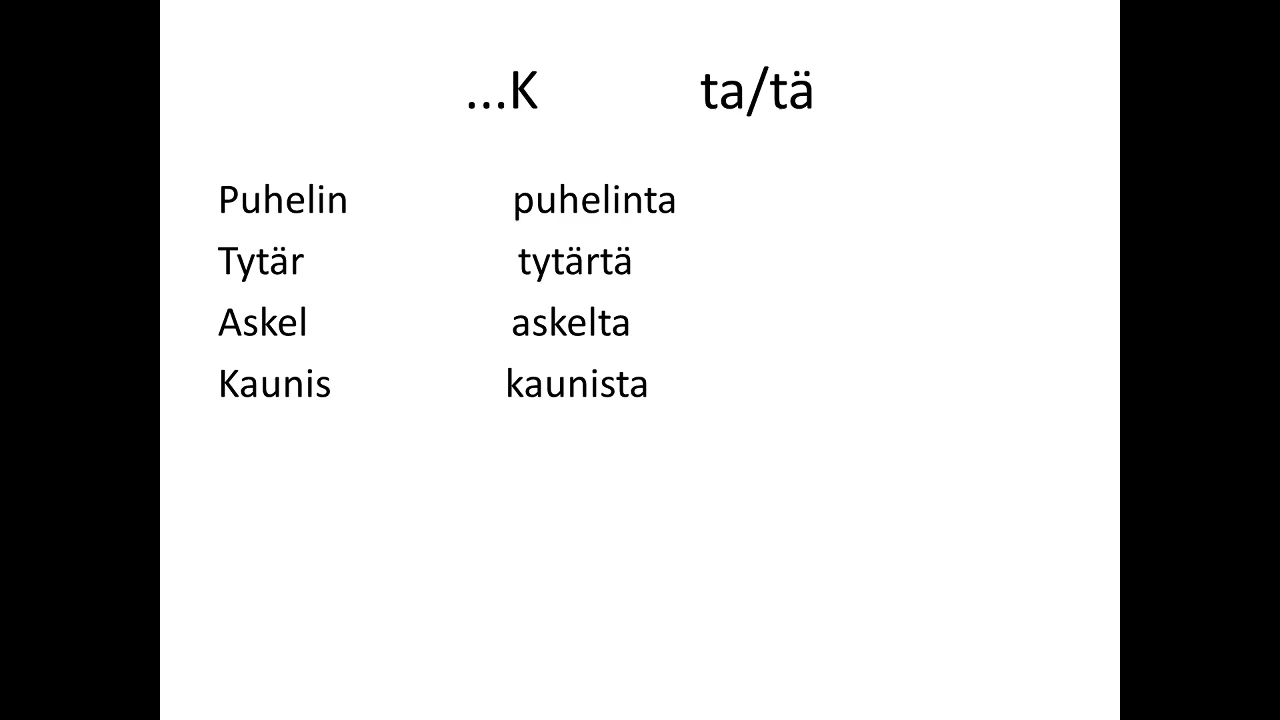 ...K ta/tä
Puhelin puhelinta
Tytär tytärtä
Askel askelta
Kaunis kaunista